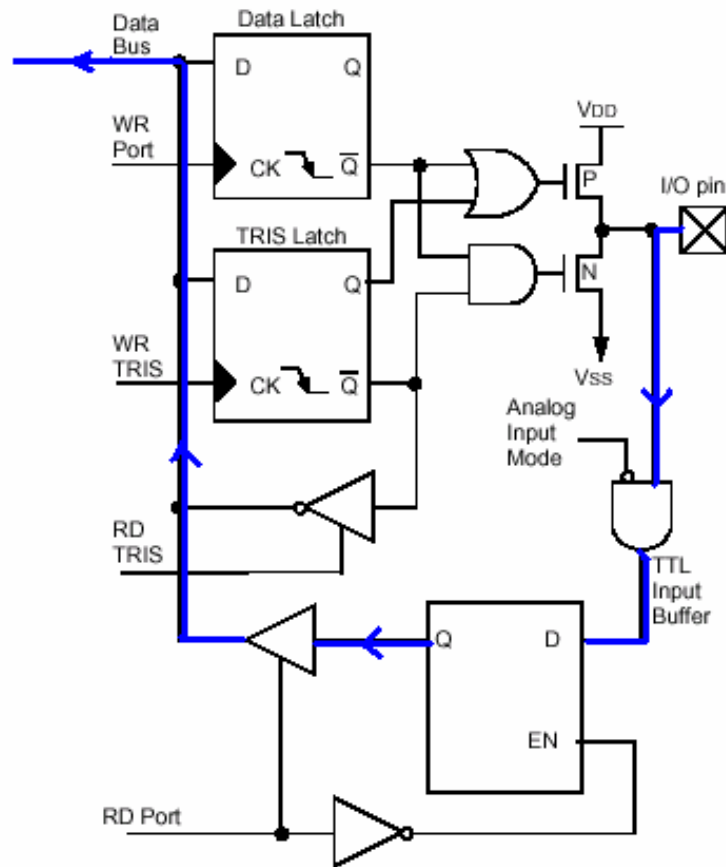 Data
Bus
Data Latch
D
Q
WR
Port
CK
Q
VDD
P
I/O pin
TRIS Latch
D
Q
N
WR
TRIS
CK
Q
VSS
Analog
Input
Mode
RD
TRIS
TTL
Input
Buffer
Q
D
EN
RD Port